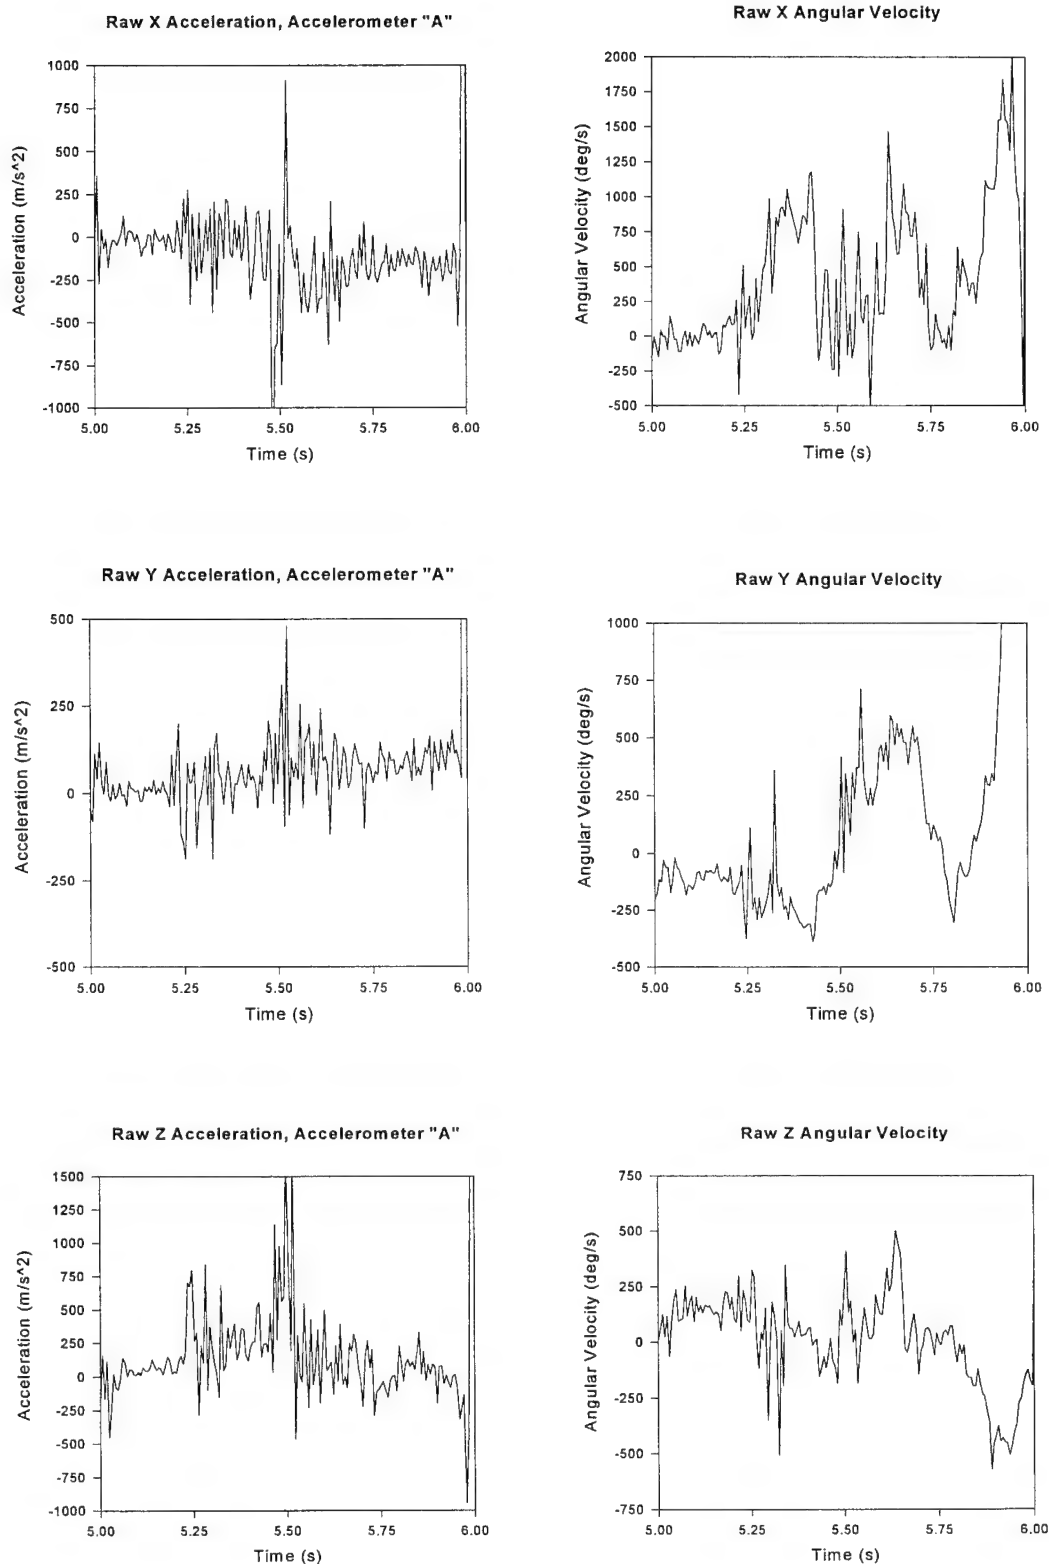 Raw X Acceleration, Accelerometer "A"
1000
750
500
250
0
-250
-500
-750
-1000
Acceleration (m/s^2)
5.00 5.25 5.50 5.75 6.00
Time (s)
Raw X Angular Velocity
2000
1750
1500
1250
1000
750
500
250
0
-250
-500
Angular Velocity (deg/s)
5.00 5.25 5.50 5.75 6.00
Time (s)
Raw Y Acceleration, Accelerometer "A"
500
250
0
-250
-500
Acceleration (m/s^2)
5.00 5.25 5.50 5.75 6.00
Time (s)
Raw Y Angular Velocity
1000
750
500
250
0
-250
-500
Angular Velocity (deg/s)
5.00 5.25 5.50 5.75 6.00
Time (s)
Raw Z Acceleration, Accelerometer "A"
1500
1250
1000
750
500
250
0
-250
-500
-750
-1000
Acceleration (m/s^2)
5.00 5.25 5.50 5.75 6.00
Time (s)
Raw Z Angular Velocity
750
500
250
0
-250
-500
-750
Angular Velocity (deg/s)
5.00 5.25 5.50 5.75 6.00
Time (s)